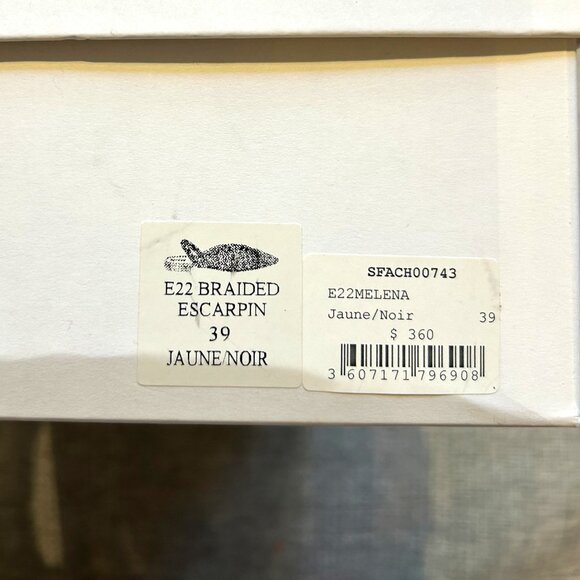 E22 BRAIDED
ESCARPIN
39
JAUNE/NOIR
SFACH00743
E22MELENA
Jaune/Noir 39
$ 360
3 607171 796908